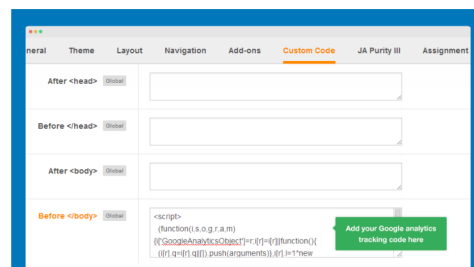 neral Theme Layout Navigation Add-ons Custom Code JA Purity III Assignment
After <head> Global
Before </head> Global
After <body> Global
Before </body> Global
<script>
(function(i,s,o,g,r,a,m)
{i['GoogleAnalyticsObject']=r;i[r]=i[r]||function(){
(i[r].q=i[r].q||[]).push(arguments)},i[r].l=1*new
Add your Google analytics
tracking code here